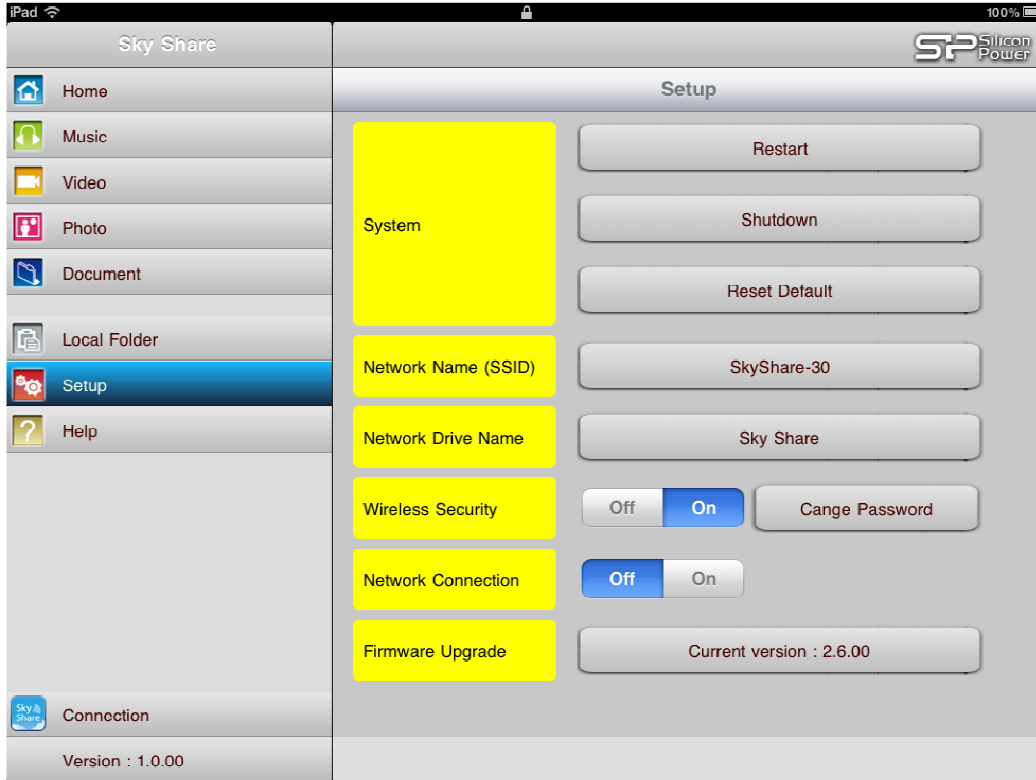 iPad 100%
Sky Share
SP Silicon Power
Home
Music
Video
Photo
Document
Local Folder
Setup
Help
Sky Share
Connection
Version : 1.0.00
Setup
System
Restart
Shutdown
Reset Default
Network Name (SSID)
SkyShare-30
Network Drive Name
Sky Share
Wireless Security
Off On
Cange Password
Network Connection
Off On
Firmware Upgrade
Current version : 2.6.00